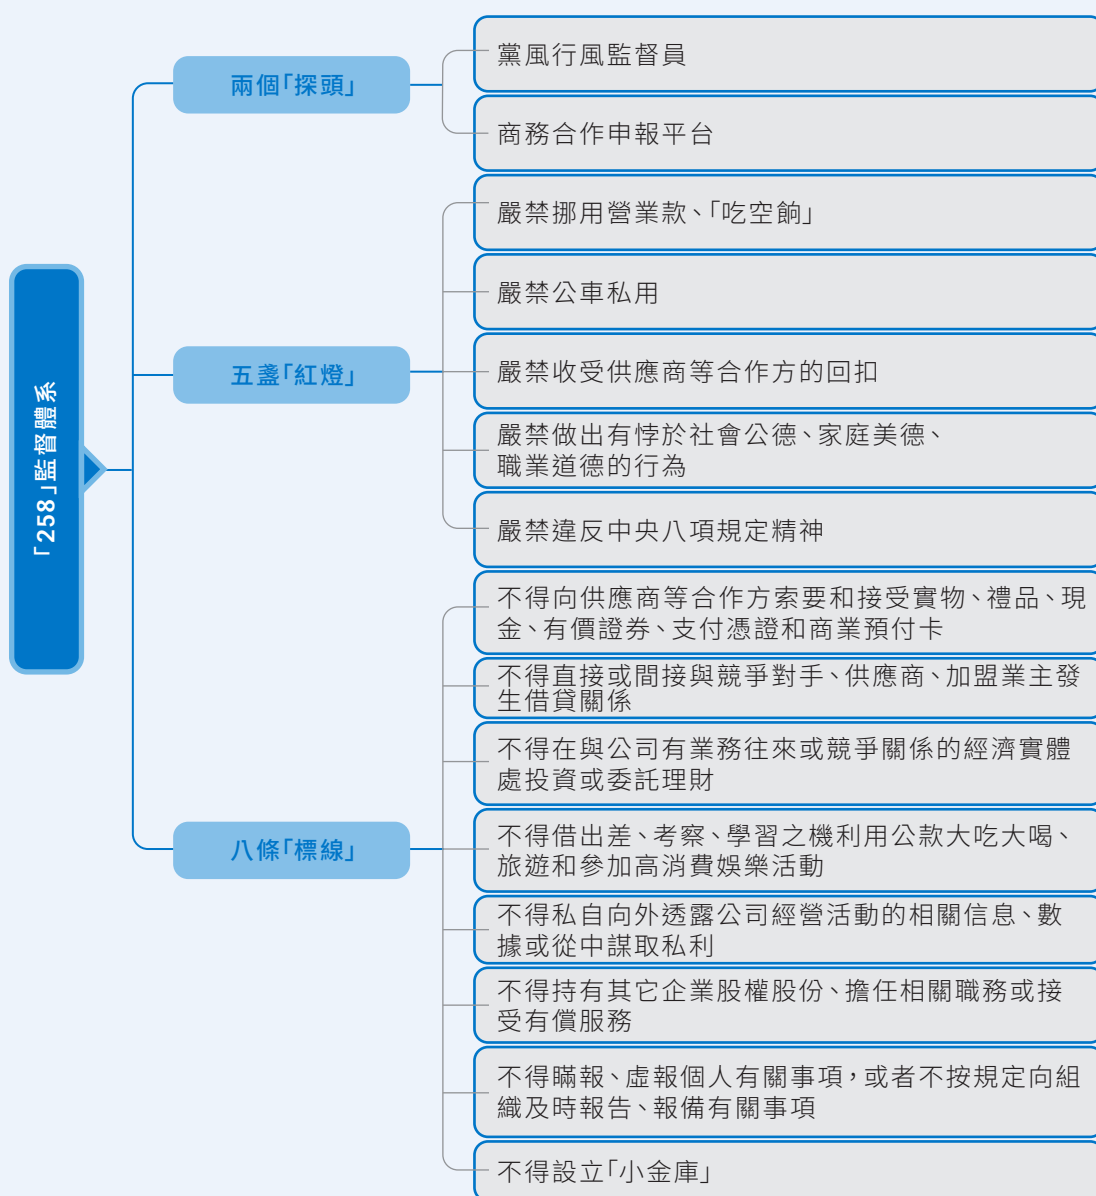 「258」監督體系
兩個「探頭」
黨風行風監督員
商務合作申報平台
五盞「紅燈」
嚴禁挪用營業款、「吃空餉」
嚴禁公車私用
嚴禁收受供應商等合作方的回扣
嚴禁做出有悖於社會公德、家庭美德、
職業道德的行為
嚴禁違反中央八項規定精神
八條「標線」
不得向供應商等合作方索要和接受實物、禮品、現
金、有價證券、支付憑證和商業預付卡
不得直接或間接與競爭對手、供應商、加盟業主發
生借貸關係
不得在與公司有業務往來或競爭關係的經濟實體
處投資或委託理財
不得借出差、考察、學習之機利用公款大吃大喝、
旅遊和參加高消費娛樂活動
不得私自向外透露公司經營活動的相關信息、數
據或從中謀取私利
不得持有其它企業股權股份、擔任相關職務或接
受有償服務
不得瞞報、虛報個人有關事項，或者不按規定向組
織及時報告、報備有關事項
不得設立「小金庫」